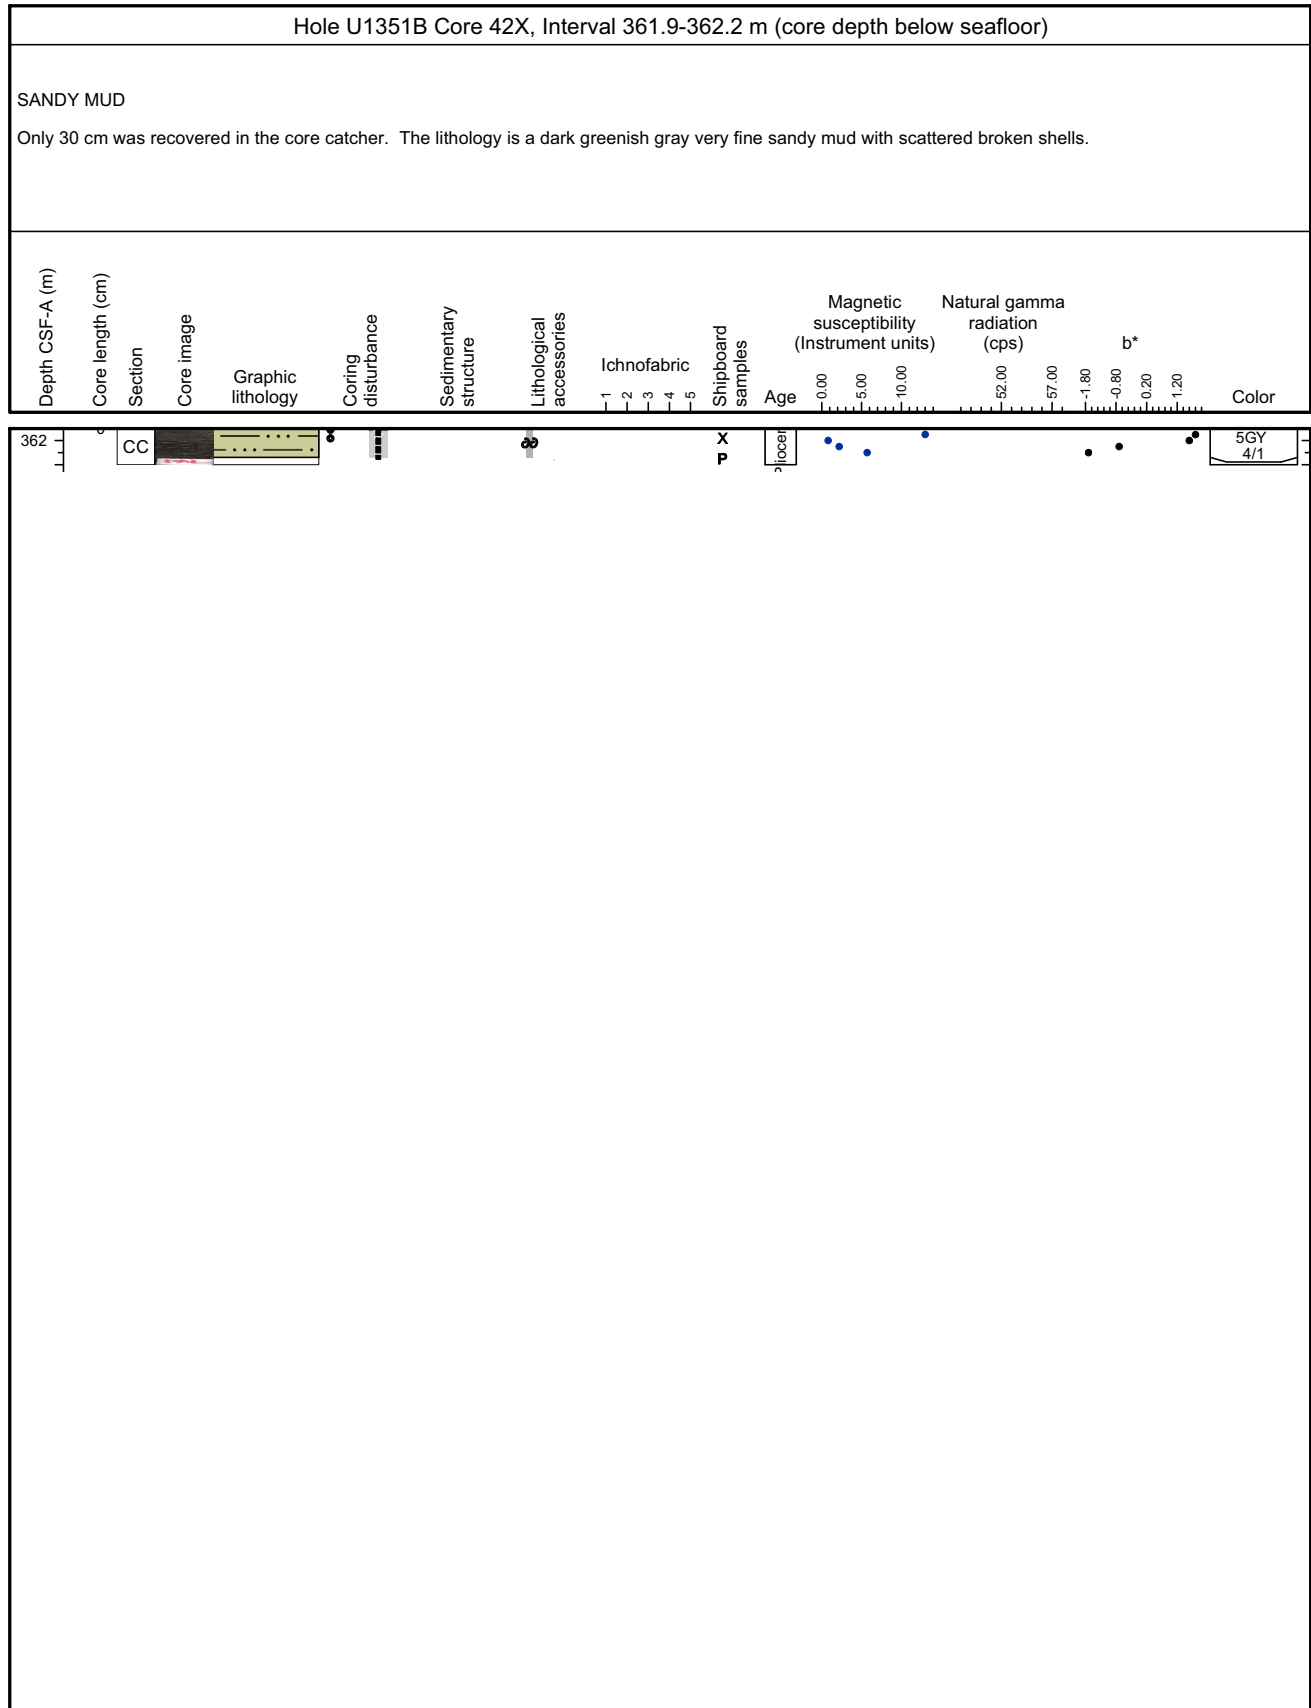 Hole U1351B Core 42X, Interval 361.9-362.2 m (core depth below seafloor)
SANDY MUD
Only 30 cm was recovered in the core catcher. The lithology is a dark greenish gray very fine sandy mud with scattered broken shells.
Depth CSF-A (m)
Core length (cm)
Section
Core image
Graphic
lithology
Coring
disturbance
Sedimentary
structure
Lithological
accessories
Ichnofabric
1
2
3
4
5
Shipboard
samples
Age
Magnetic
susceptibility
(Instrument units)
0.00
5.00
10.00
Natural gamma
radiation
(cps)
52.00
57.00
b*
-1.80
-0.80
0.20
1.20
Color
362
CC
X
P
5GY
4/1